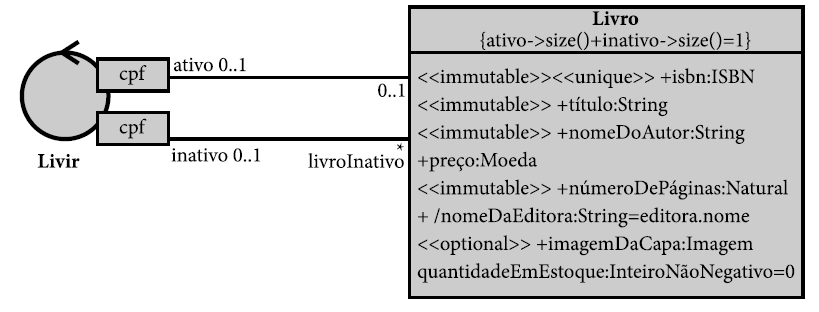 Livro
{ativo->size()+inativo->size()=1}
cpf
ativo 0..1
0..1
cpf
inativo 0..1
*
livroInativo
Livir
<<immutable>><<unique>> +isbn:ISBN
<<immutable>> +título:String
<<immutable>> +nomeDoAutor:String
+preço:Moeda
<<immutable>> +númeroDePáginas:Natural
+ /nomeDaEditora:String=editora.nome
<<optional>> +imagemDaCapa:Imagem
quantidadeEmEstoque:InteiroNãoNegativo=0